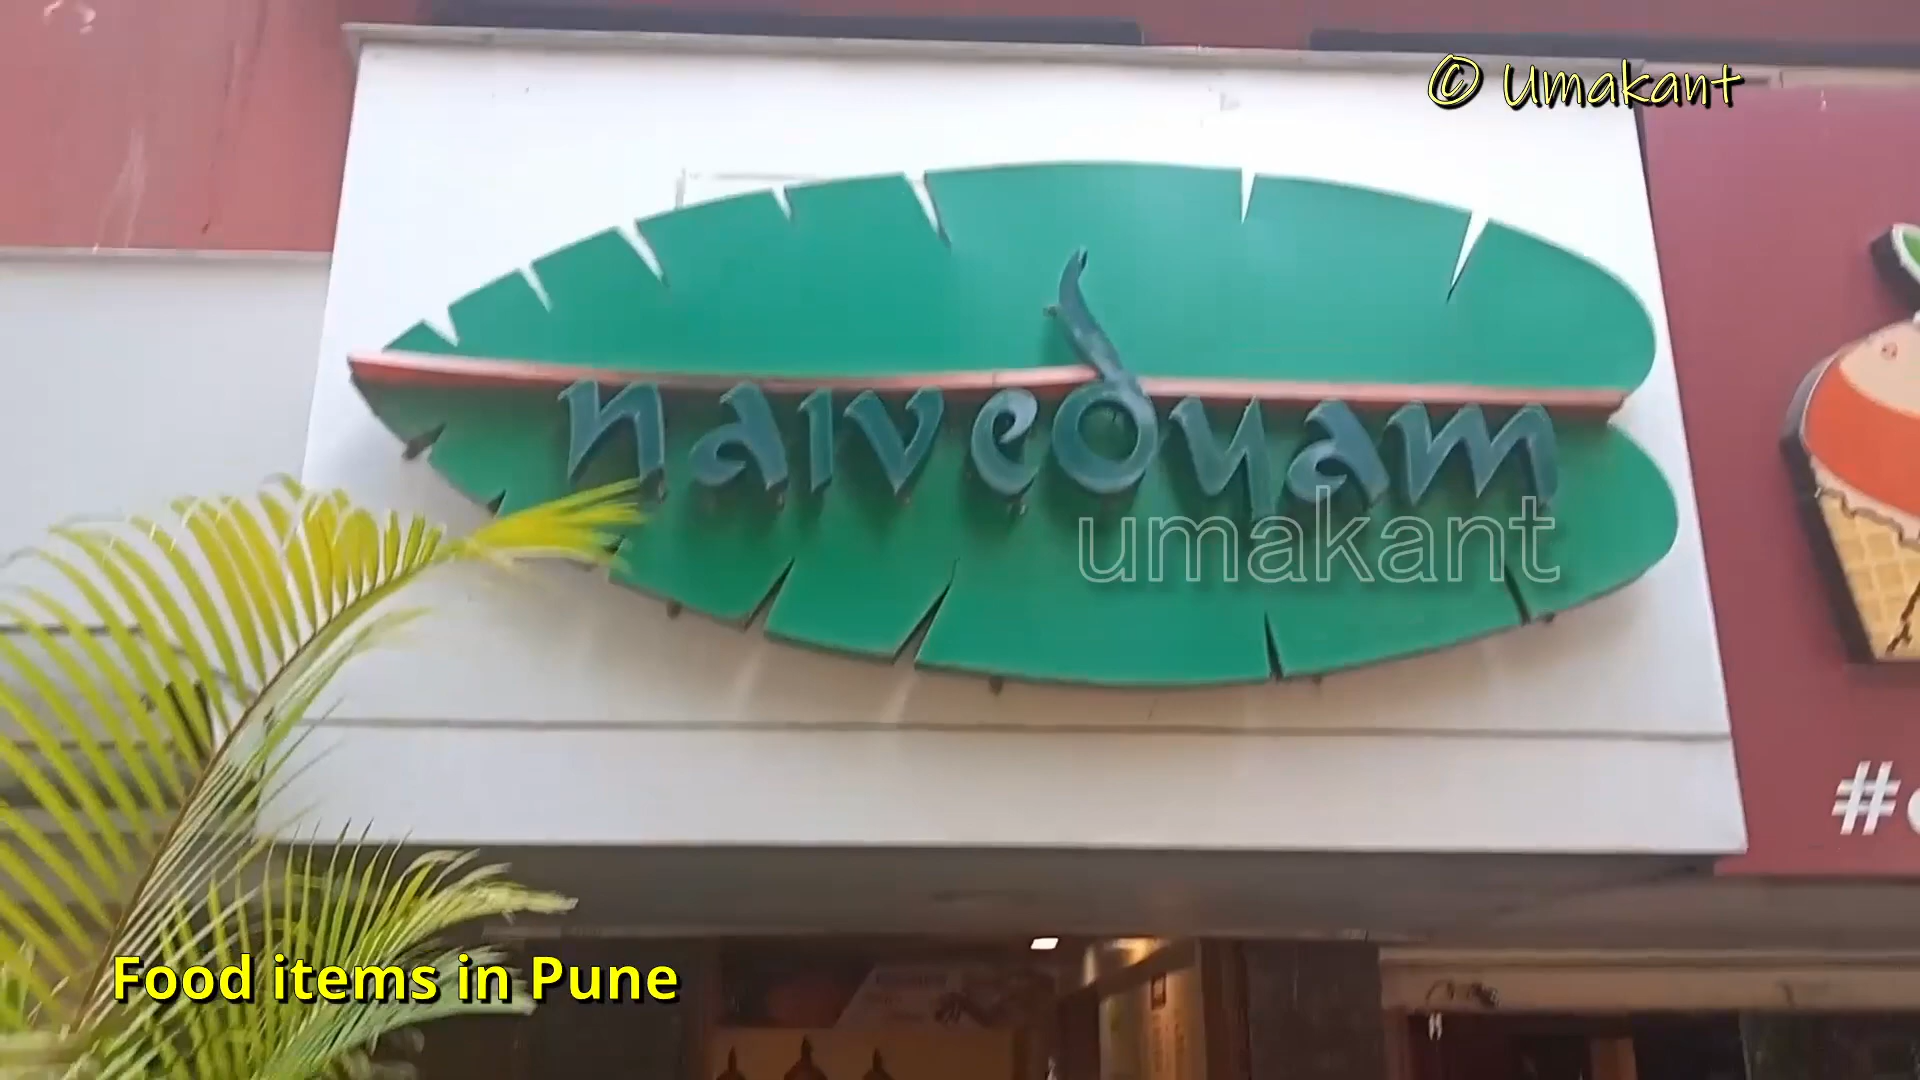 © Umakant
naivedyam
umakant
#
Food items in Pune